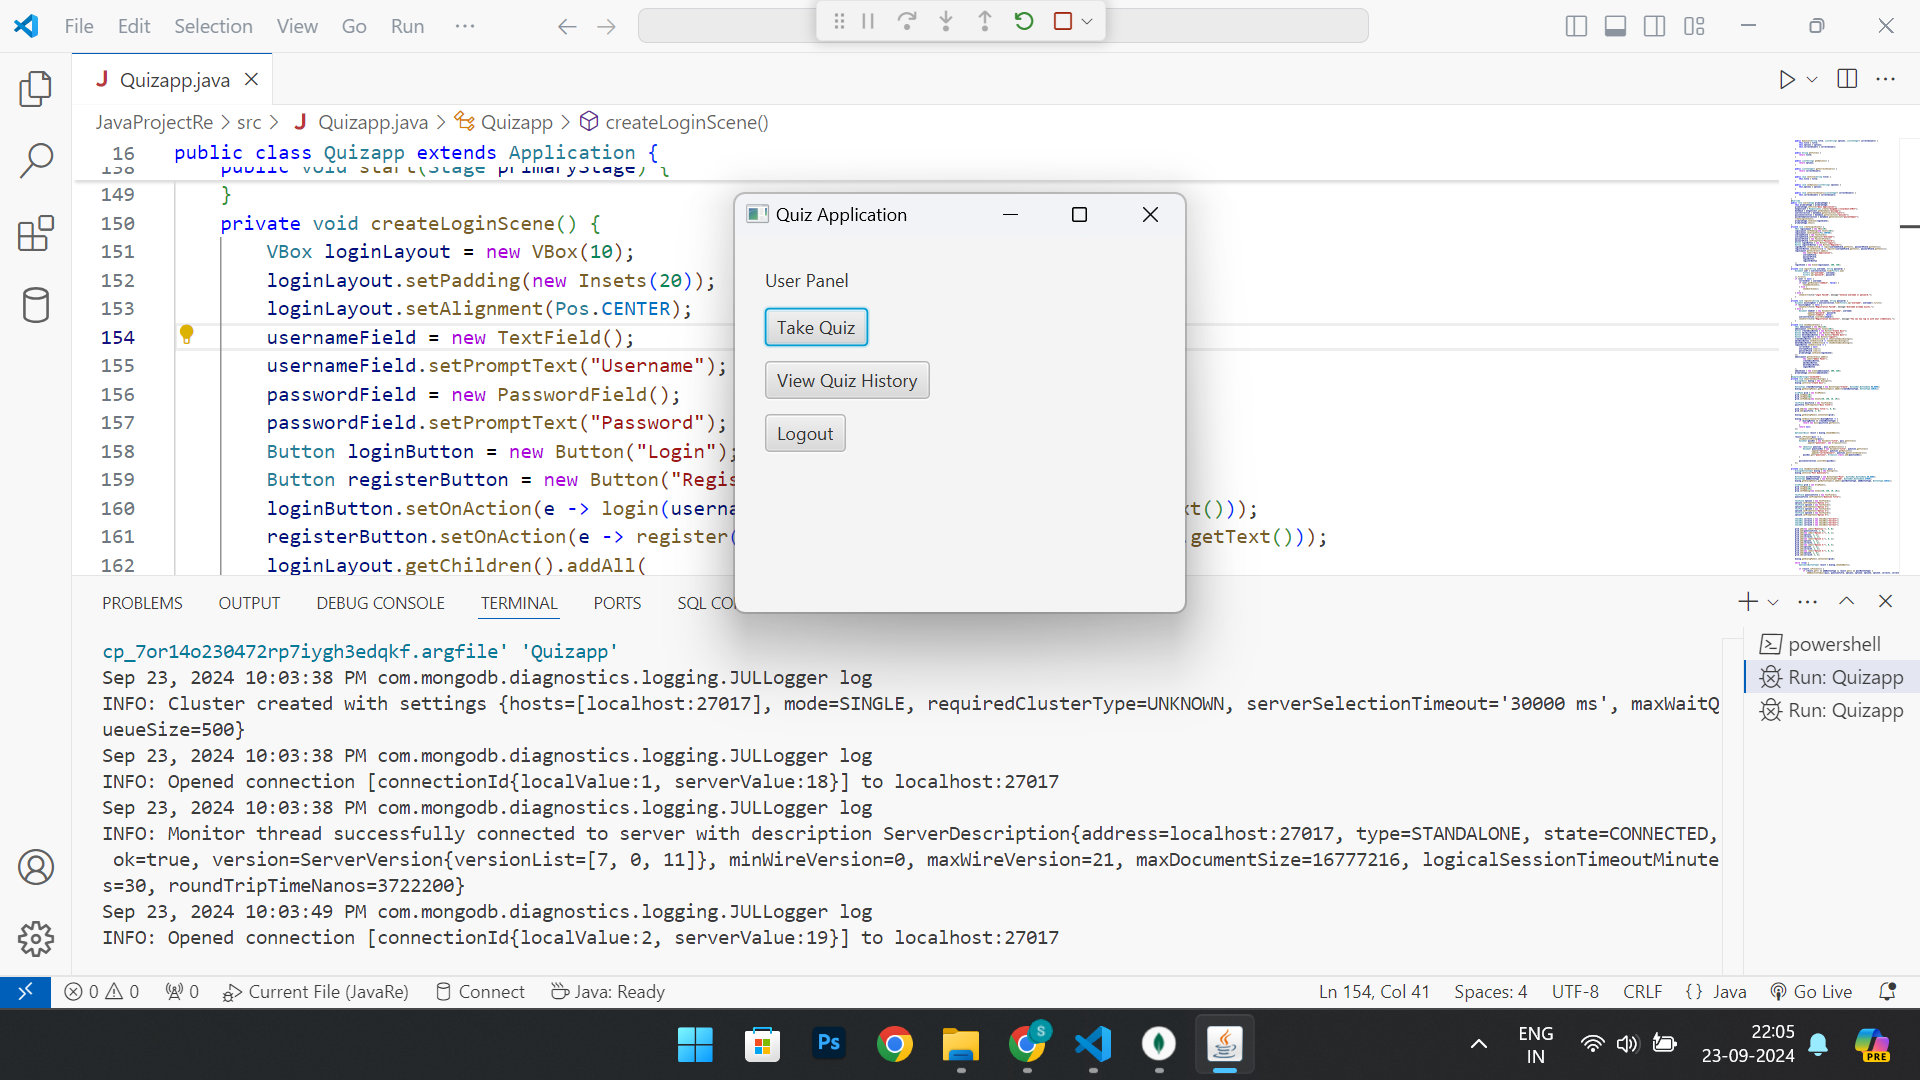 File Edit Selection View Go Run ···
Quizapp.java
JavaProjectRe > src > J Quizapp.java > Quizapp > createLoginScene()
16 public class Quizapp extends Application {
138 public void start(Stage primaryStage) {
149 }
150 private void createLoginScene() {
151 VBox loginLayout = new VBox(10);
152 loginLayout.setPadding(new Insets(20));
153 loginLayout.setAlignment(Pos.CENTER);
154 usernameField = new TextField();
155 usernameField.setPromptText("Username");
156 passwordField = new PasswordField();
157 passwordField.setPromptText("Password");
158 Button loginButton = new Button("Login");
159 Button registerButton = new Button("Regis
160 loginButton.setOnAction(e -> login(userna xt()));
161 registerButton.setOnAction(e -> register( .getText()));
162 loginLayout.getChildren().addAll(
Quiz Application
User Panel
Take Quiz
View Quiz History
Logout
PROBLEMS OUTPUT DEBUG CONSOLE TERMINAL PORTS SQL CO
cp_7or14o230472rp7iygh3edqkf.argfile' 'Quizapp'
Sep 23, 2024 10:03:38 PM com.mongodb.diagnostics.logging.JULLogger log
INFO: Cluster created with settings {hosts=[localhost:27017], mode=SINGLE, requiredClusterType=UNKNOWN, serverSelectionTimeout='30000 ms', maxWaitQ
ueueSize=500}
Sep 23, 2024 10:03:38 PM com.mongodb.diagnostics.logging.JULLogger log
INFO: Opened connection [connectionId{localValue:1, serverValue:18}] to localhost:27017
Sep 23, 2024 10:03:38 PM com.mongodb.diagnostics.logging.JULLogger log
INFO: Monitor thread successfully connected to server with description ServerDescription{address=localhost:27017, type=STANDALONE, state=CONNECTED,
ok=true, version=ServerVersion{versionList=[7, 0, 11]}, minWireVersion=0, maxWireVersion=21, maxDocumentSize=16777216, logicalSessionTimeoutMinute
s=30, roundTripTimeNanos=3722200}
Sep 23, 2024 10:03:49 PM com.mongodb.diagnostics.logging.JULLogger log
INFO: Opened connection [connectionId{localValue:2, serverValue:19}] to localhost:27017
powershell
Run: Quizapp
Run: Quizapp
0 0 0 Current File (JavaRe) Connect Java: Ready Ln 154, Col 41 Spaces: 4 UTF-8 CRLF {} Java Go Live
Ps
S
ENG
IN
22:05
23-09-2024
PRE